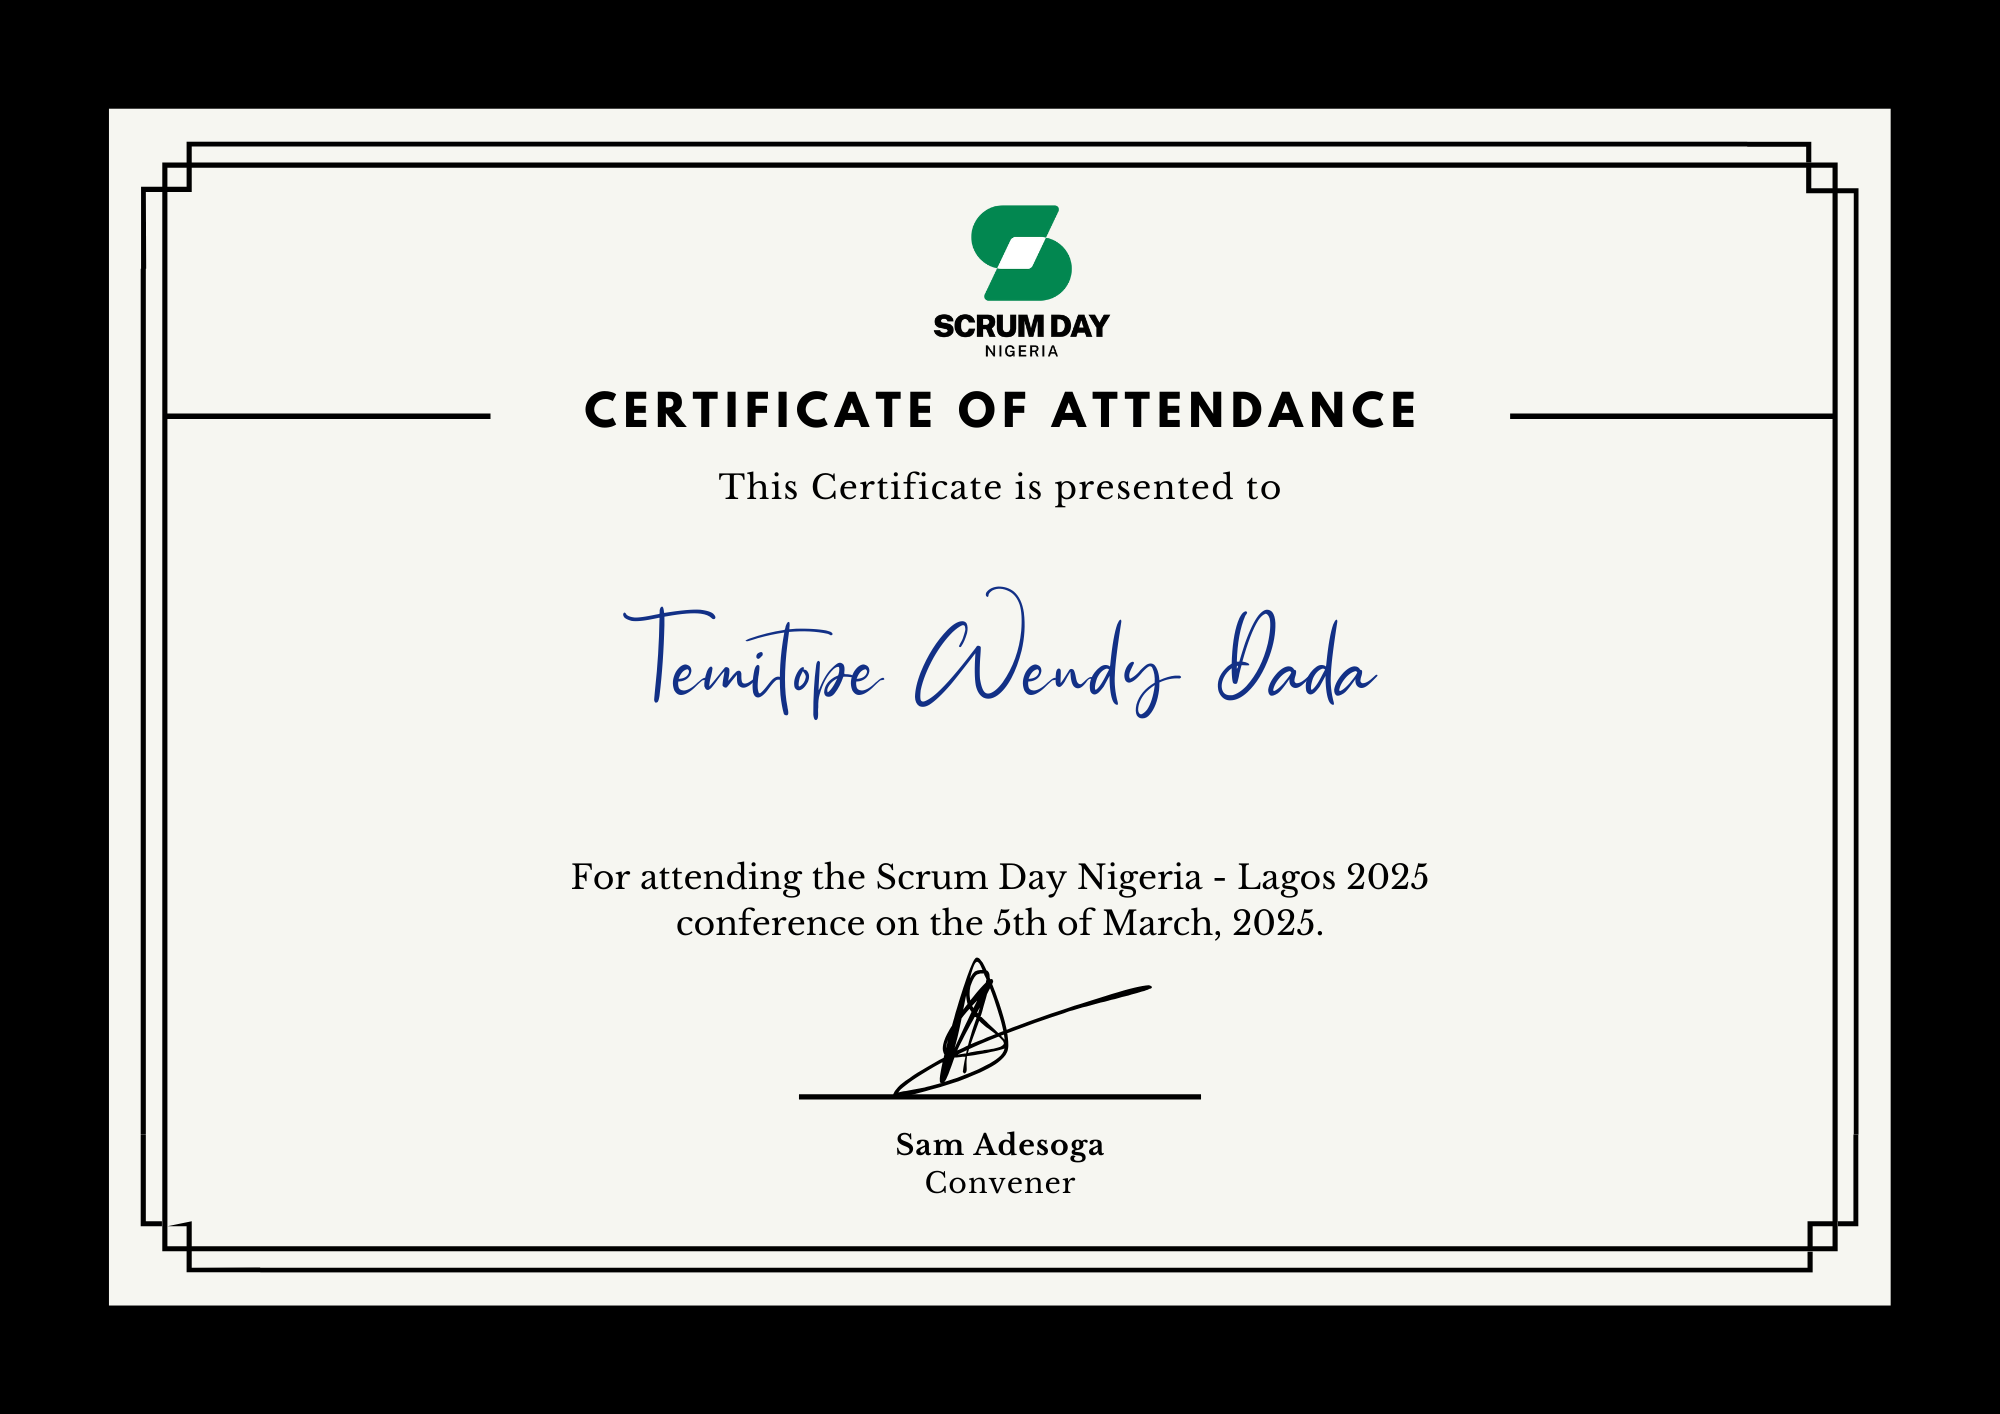 SCRUM DAY
NIGERIA
CERTIFICATE OF ATTENDANCE
This Certificate is presented to
Temitope Wendy Dada
For attending the Scrum Day Nigeria - Lagos 2025
conference on the 5th of March, 2025.
Sam Adesoga
Convener